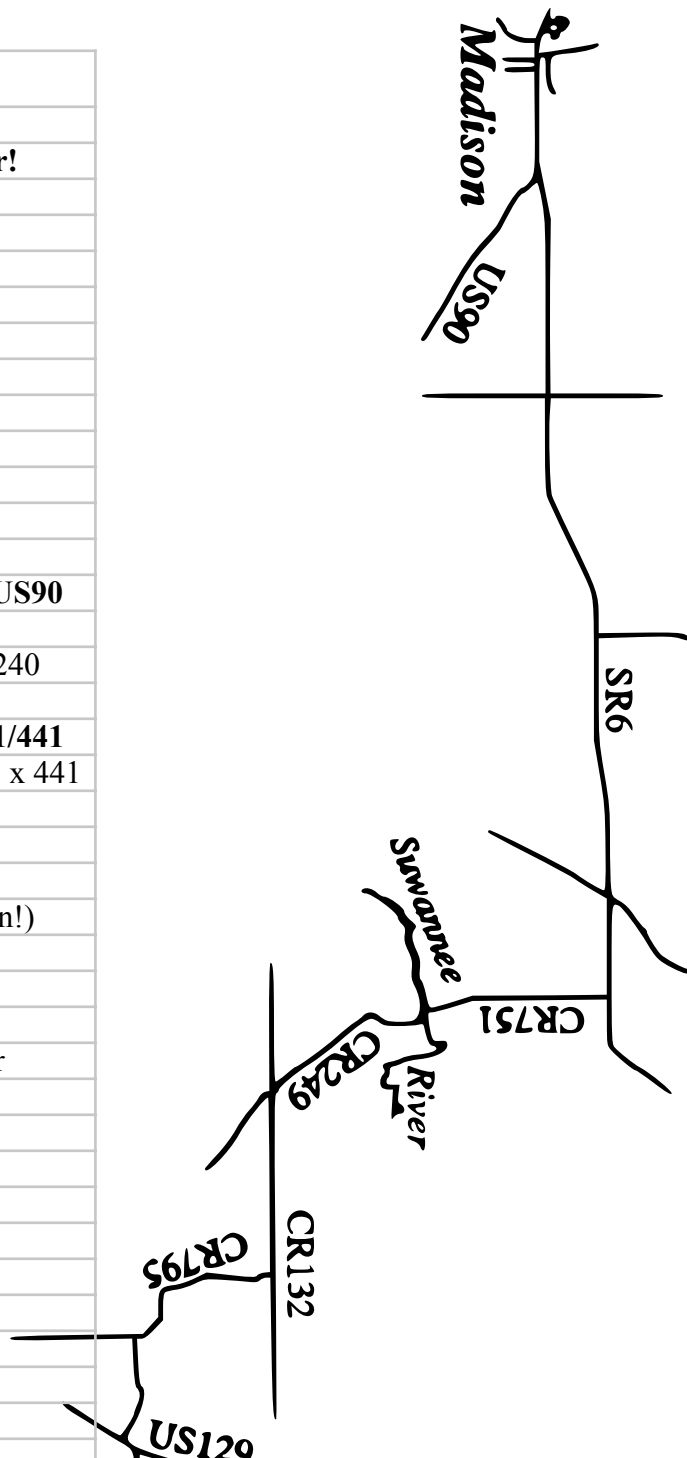 r!
US90
240
1/441
x 441
n!)
r
Madison
US90
SR6
Suwannee
River
CR751
CR249
CR132
CR795
US129